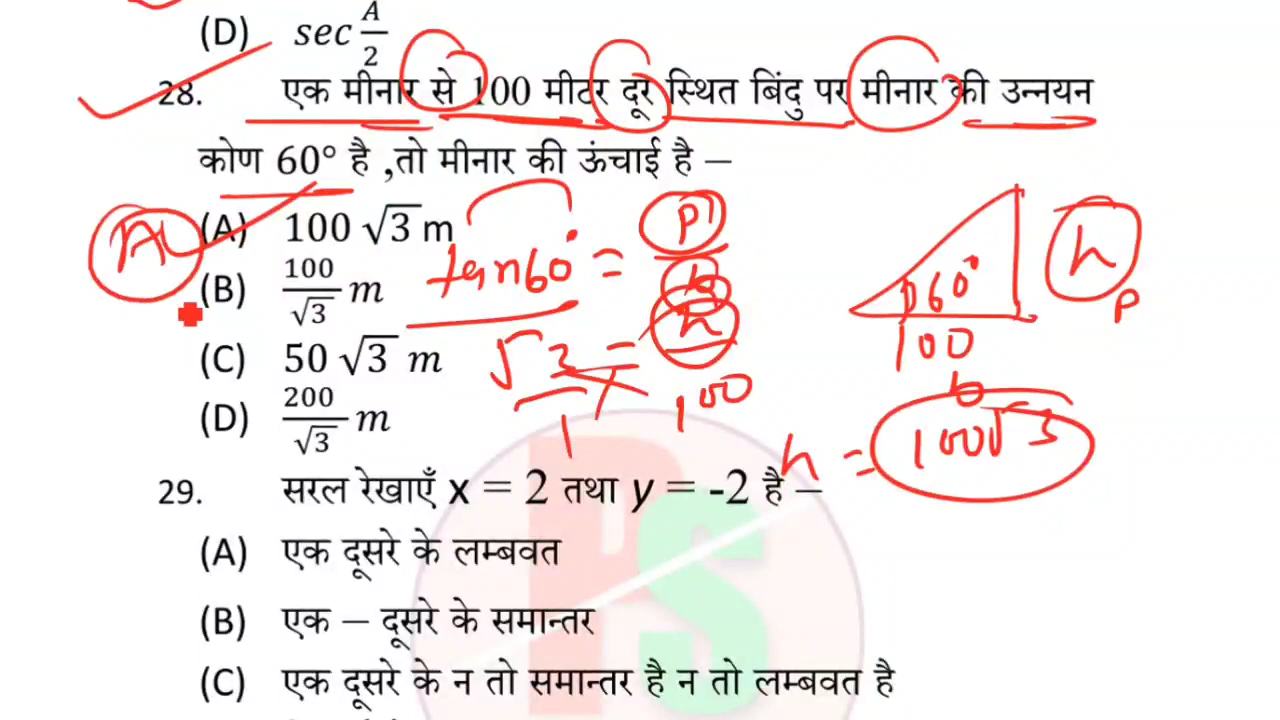 (D) sec A/2
28. एक मीनार से 100 मीटर दूर स्थित बिंदु पर मीनार की उन्नयन
कोण 60° है ,तो मीनार की ऊंचाई है –
(A) 100 √3 m
(B) 100/√3 m
(C) 50 √3 m
(D) 200/√3 m
A
tan60° = p/b
√3/1 = h/100
h = 100√3
60°
h
p
100
b
29. सरल रेखाएँ x = 2 तथा y = -2 है –
(A) एक दूसरे के लम्बवत
(B) एक – दूसरे के समान्तर
(C) एक दूसरे के न तो समान्तर है न तो लम्बवत है
PS